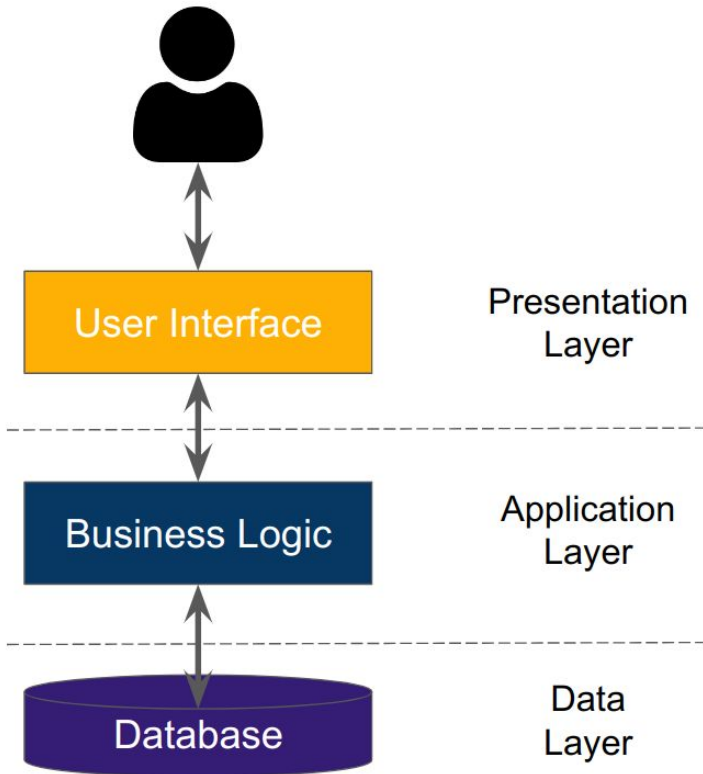 User Interface
Presentation
Layer
Business Logic
Application
Layer
Database
Data
Layer